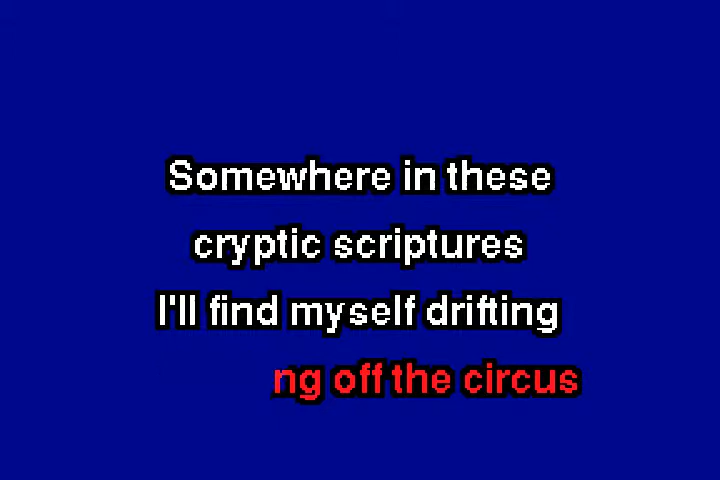 Somewhere in these
cryptic scriptures
I'll find myself drifting
ng off the circus